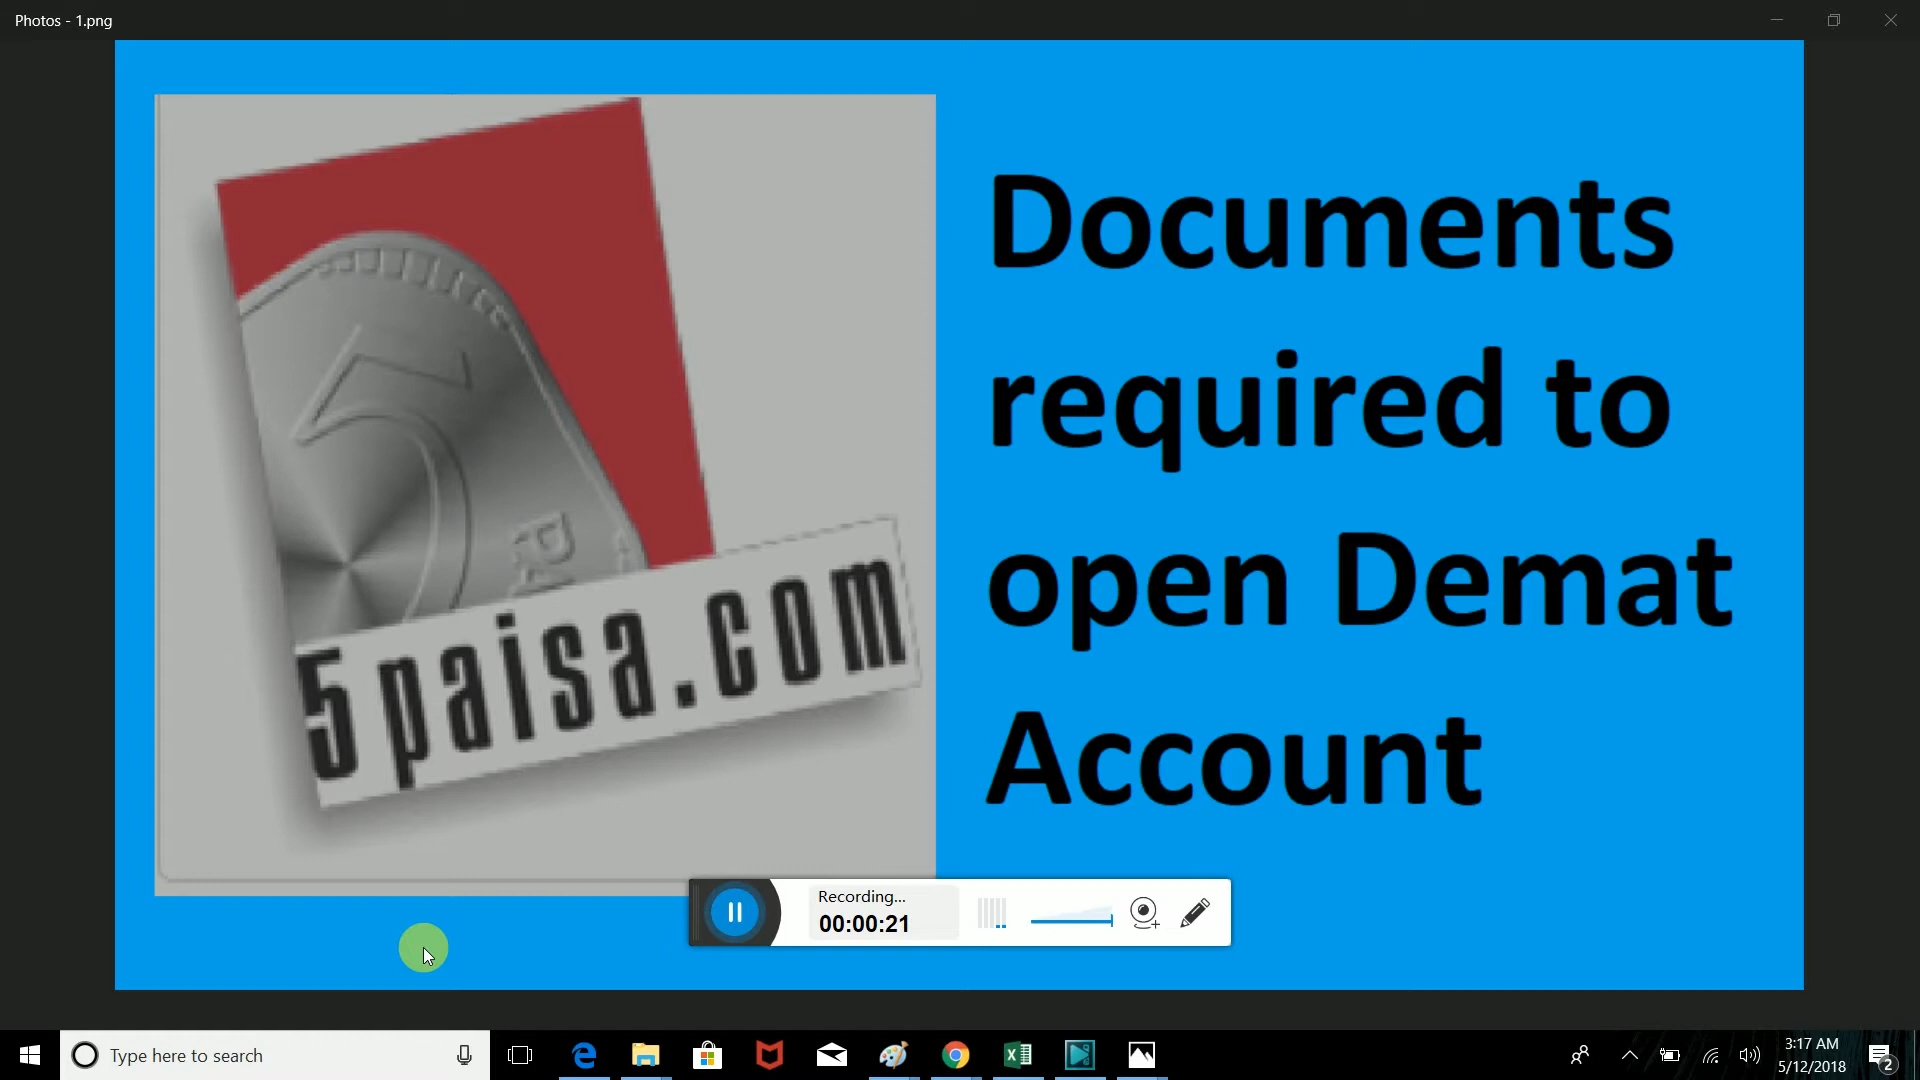 Photos - 1.png
Documents
required to
open Demat
Account
5paisa.com
Recording...
00:00:21
Type here to search
3:17 AM
5/12/2018
2